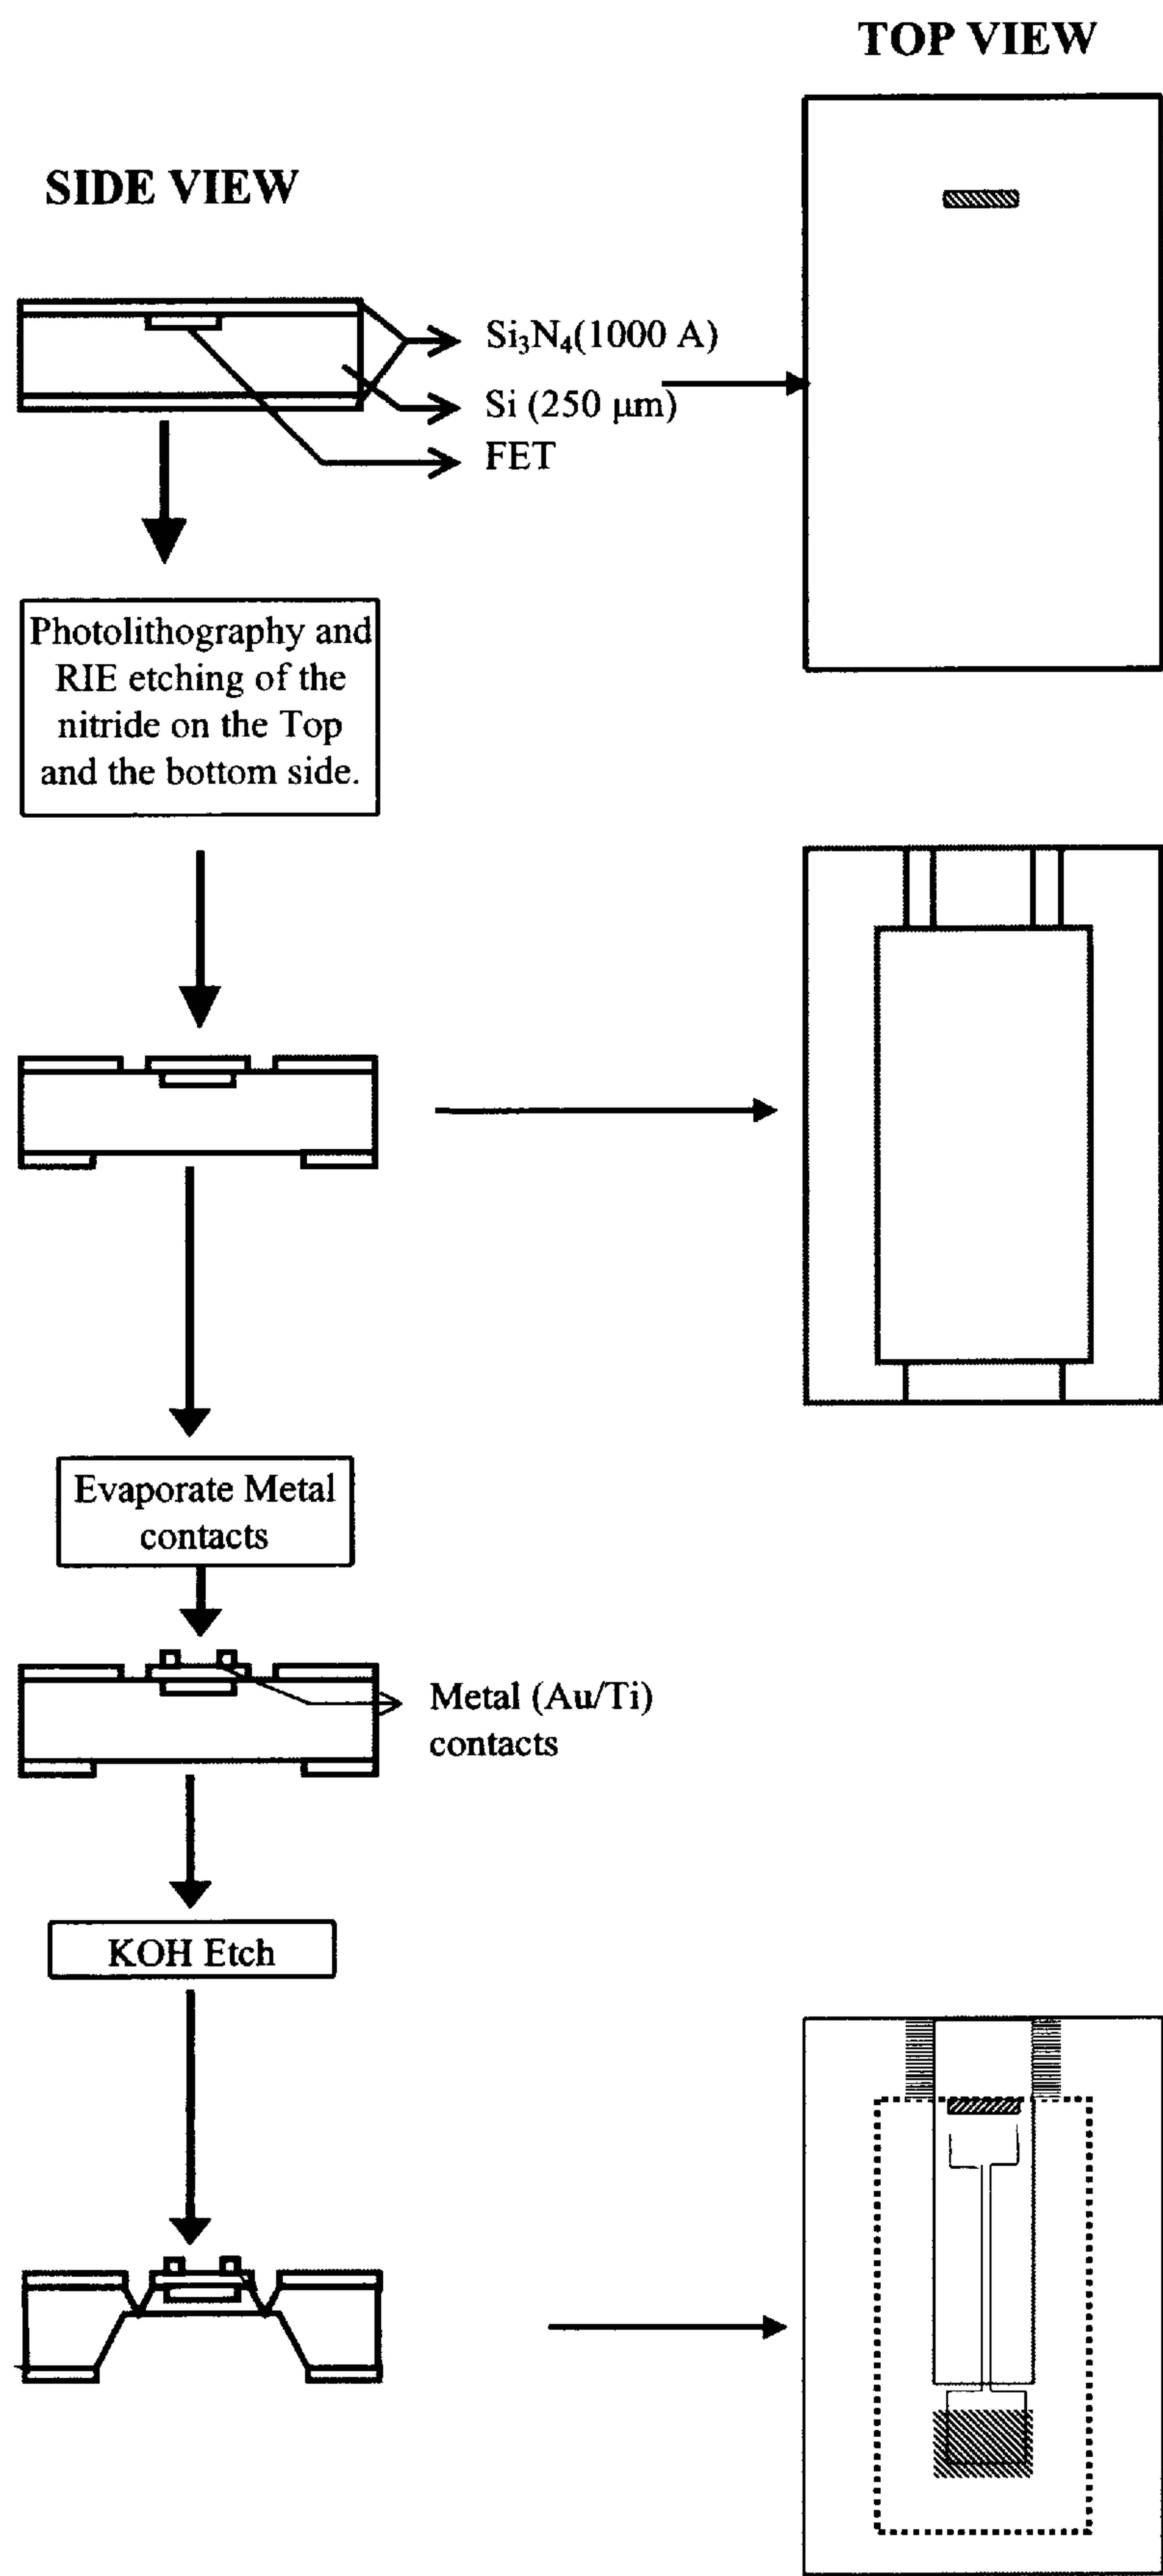 TOP VIEW
SIDE VIEW
Si₃N₄(1000 A)
Si (250 μm)
FET
Photolithography and
RIE etching of the
nitride on the Top
and the bottom side.
Evaporate Metal
contacts
Metal (Au/Ti)
contacts
KOH Etch